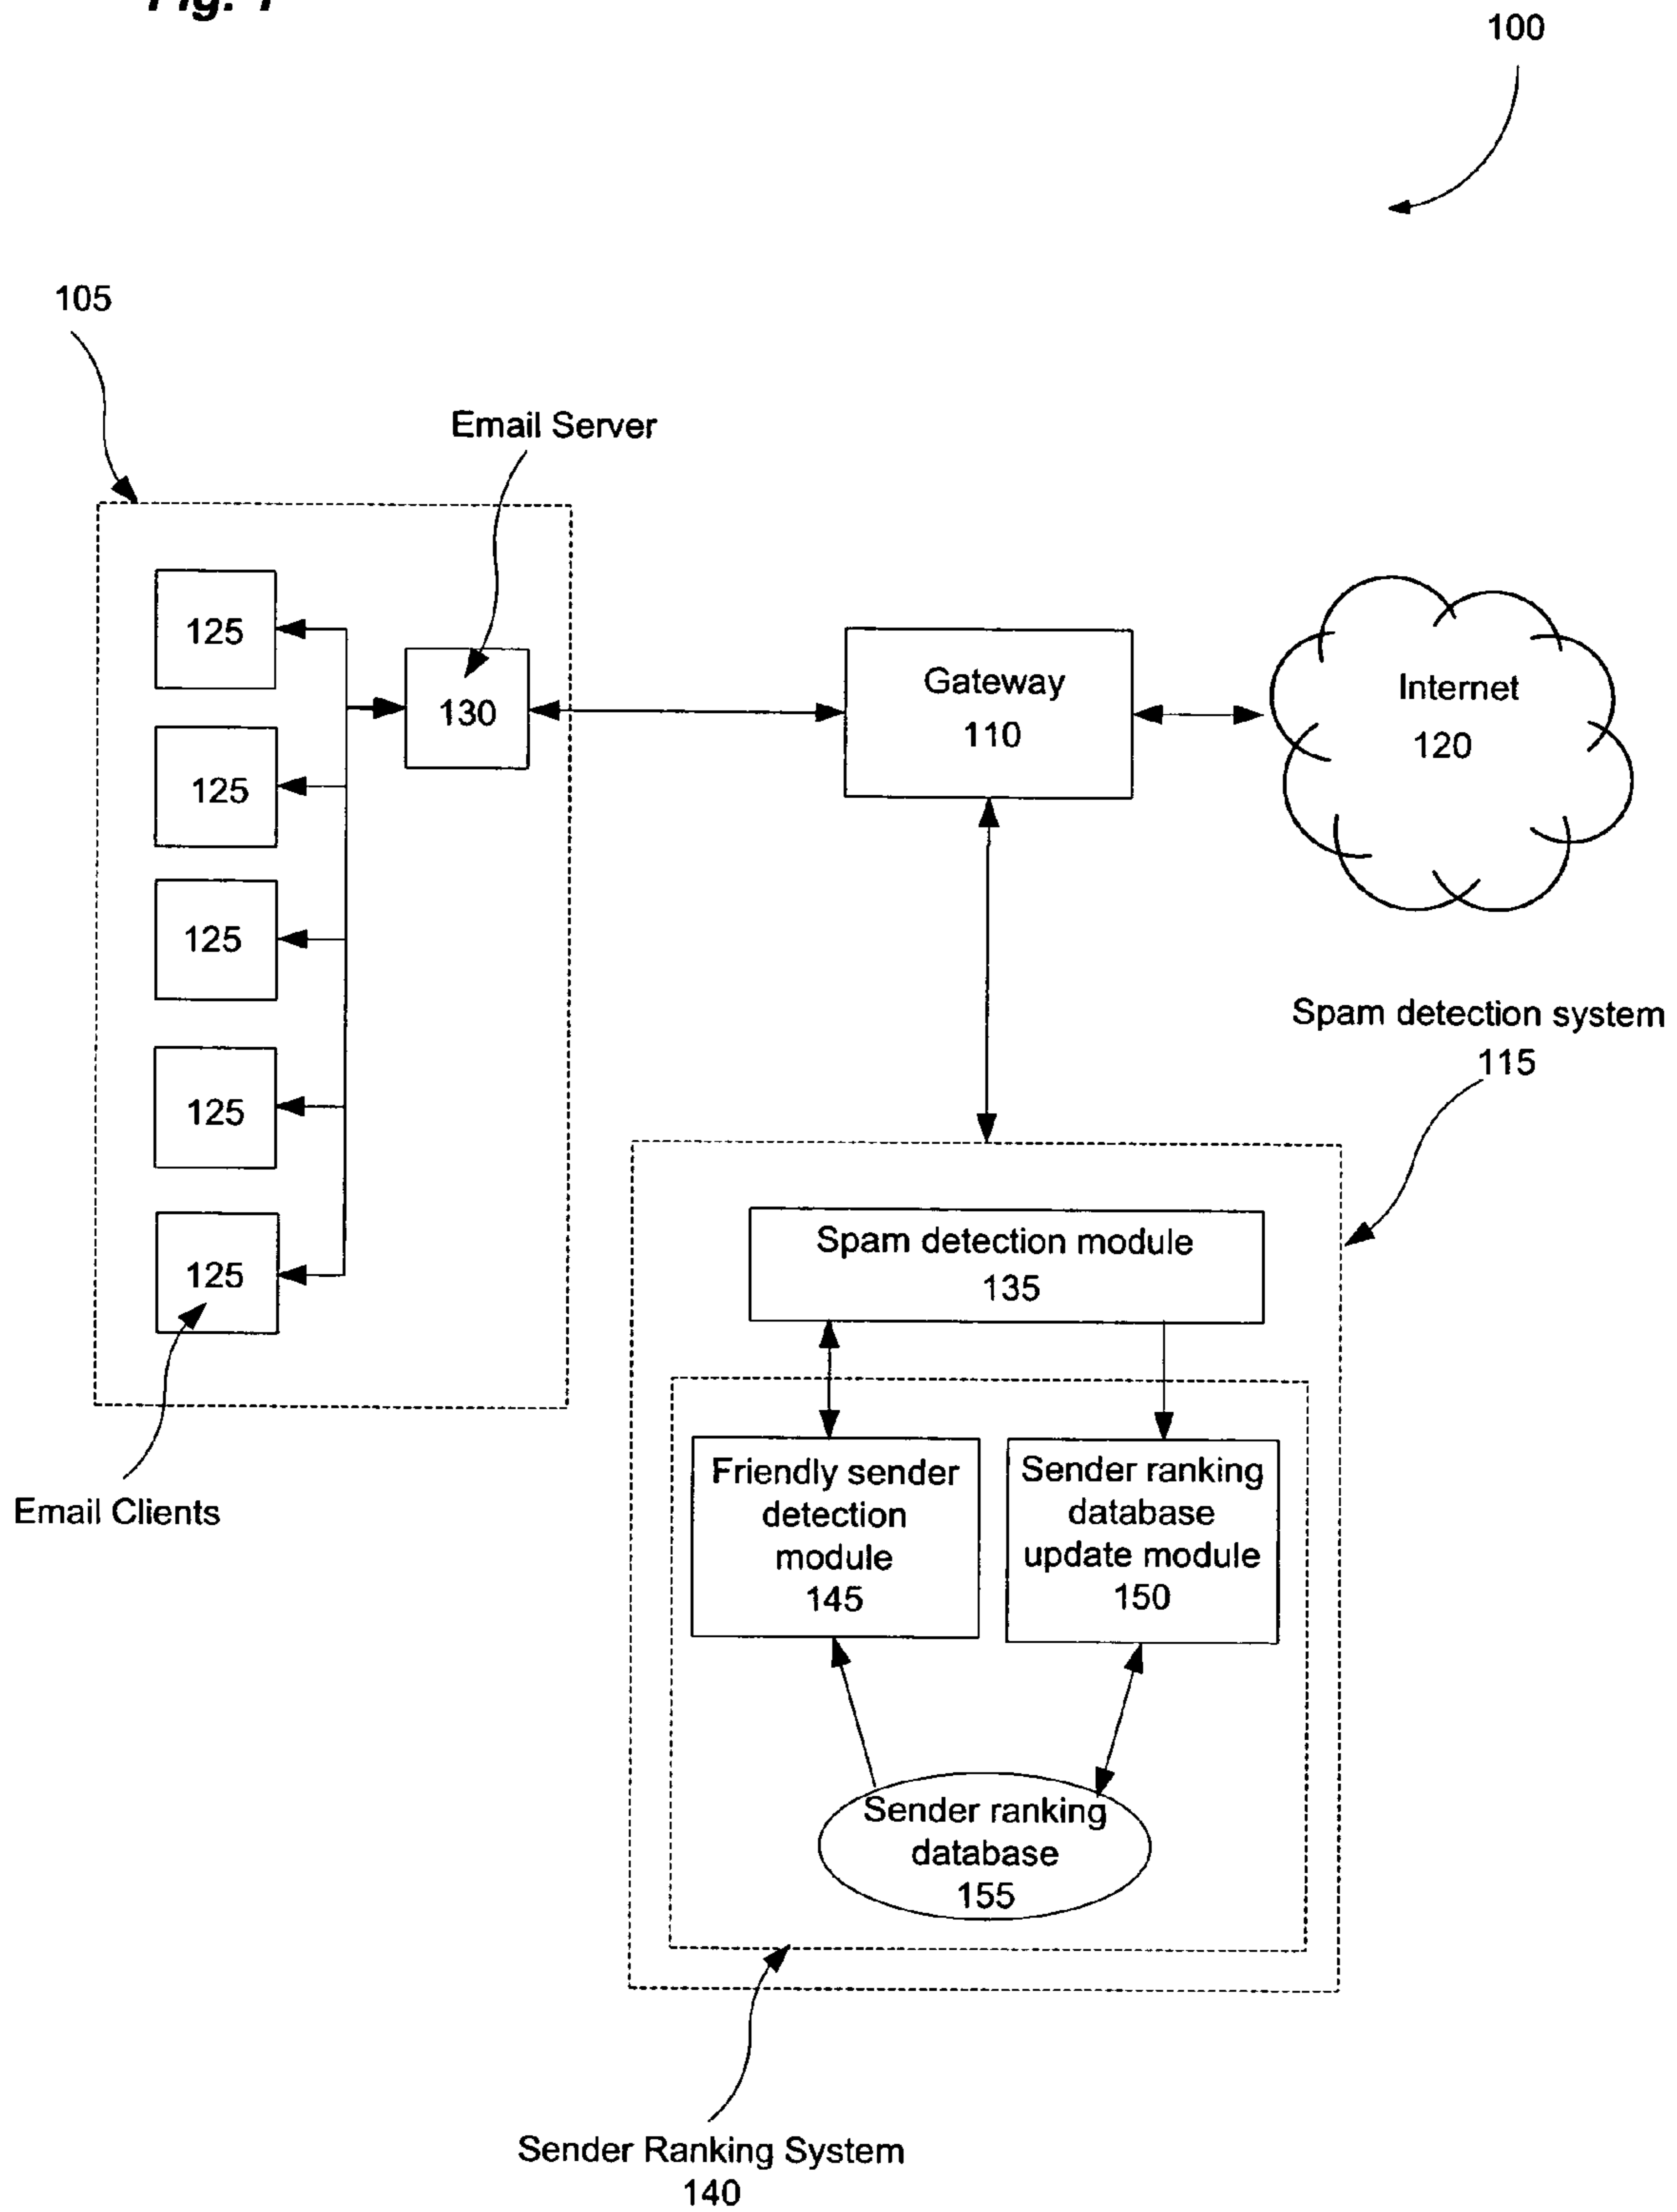 Fig. 1
100
105
Email Server
125
130
Gateway
110
Internet
120
125
125
Spam detection system
115
125
Spam detection module
135
125
Friendly sender
detection
module
145
Sender ranking
database
update module
150
Email Clients
Sender ranking
database
155
Sender Ranking System
140